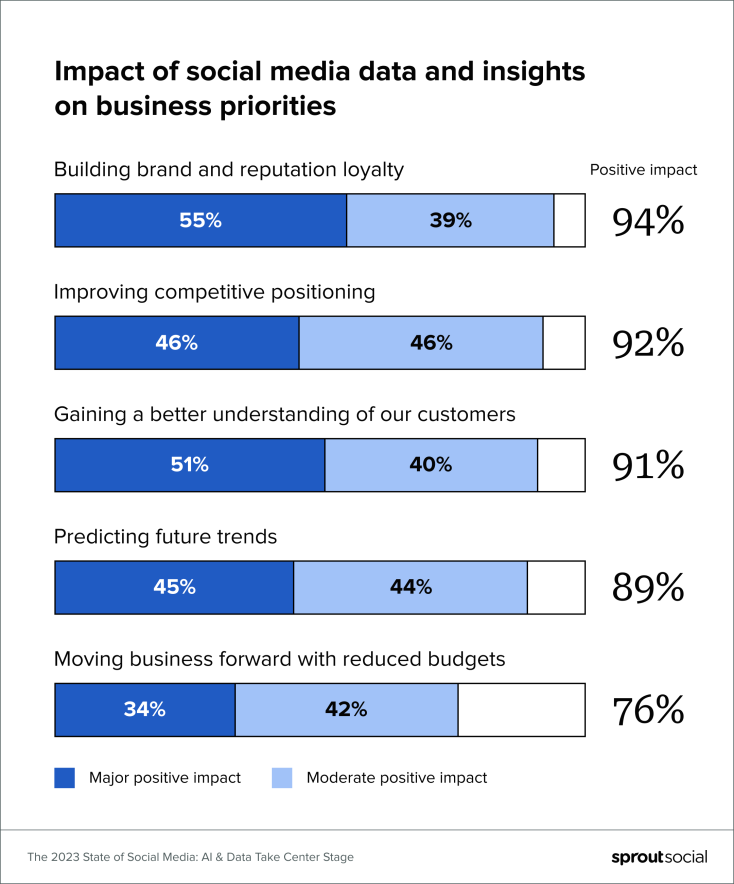 Impact of social media data and insights
on business priorities
Building brand and reputation loyalty
Positive impact
55%
39%
94%
Improving competitive positioning
46%
46%
92%
Gaining a better understanding of our customers
51%
40%
91%
Predicting future trends
45%
44%
89%
Moving business forward with reduced budgets
34%
42%
76%
Major positive impact
Moderate positive impact
The 2023 State of Social Media: AI & Data Take Center Stage
sproutsocial